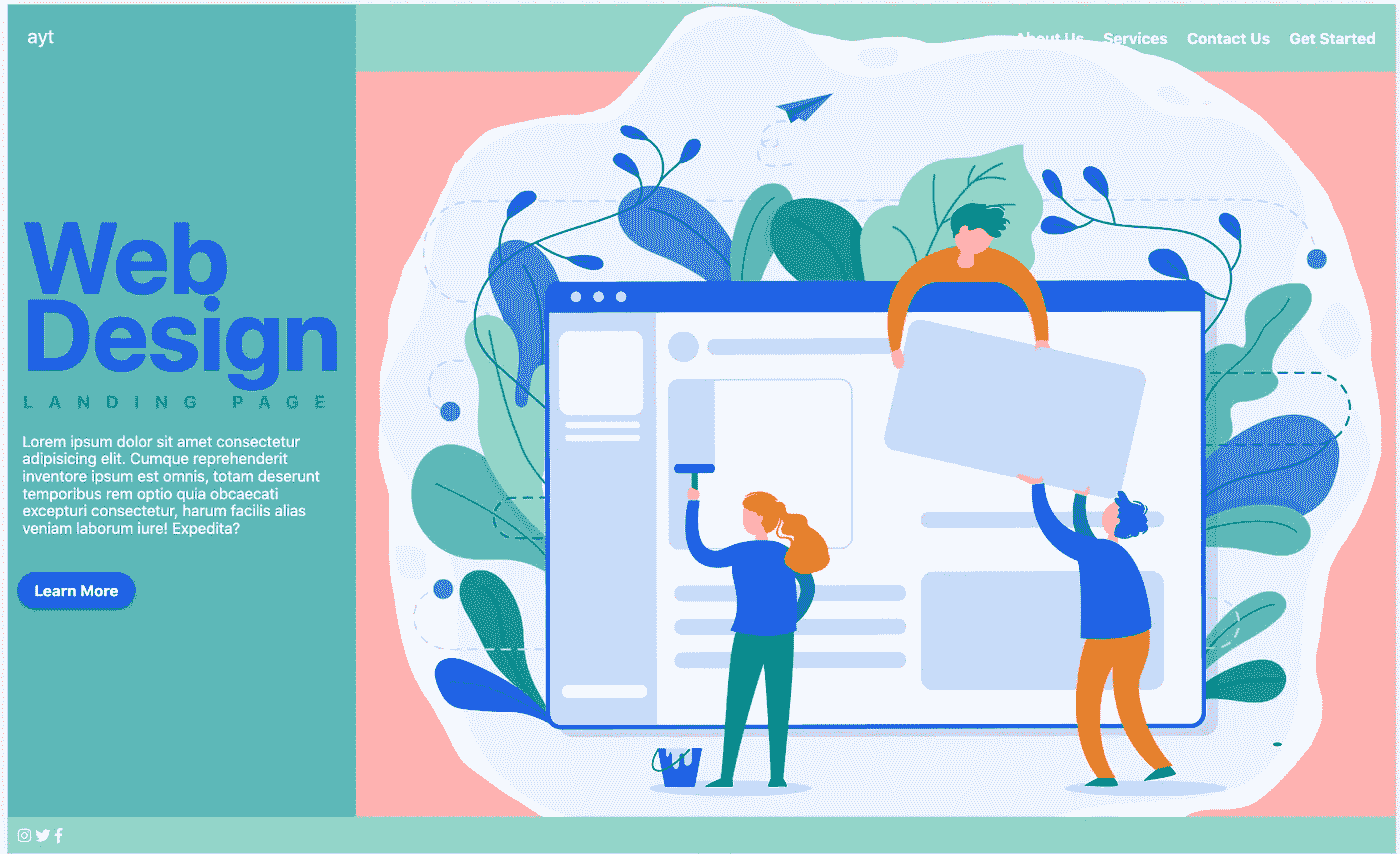 ayt
About Us Services Contact Us Get Started
Web
Design
LANDING PAGE
Lorem ipsum dolor sit amet consectetur
adipisicing elit. Cumque reprehenderit
inventore ipsum est omnis, totam deserunt
temporibus rem optio quia obcaecati
excepturi consectetur, harum facilis alias
veniam laborum iure! Expedita?
Learn More